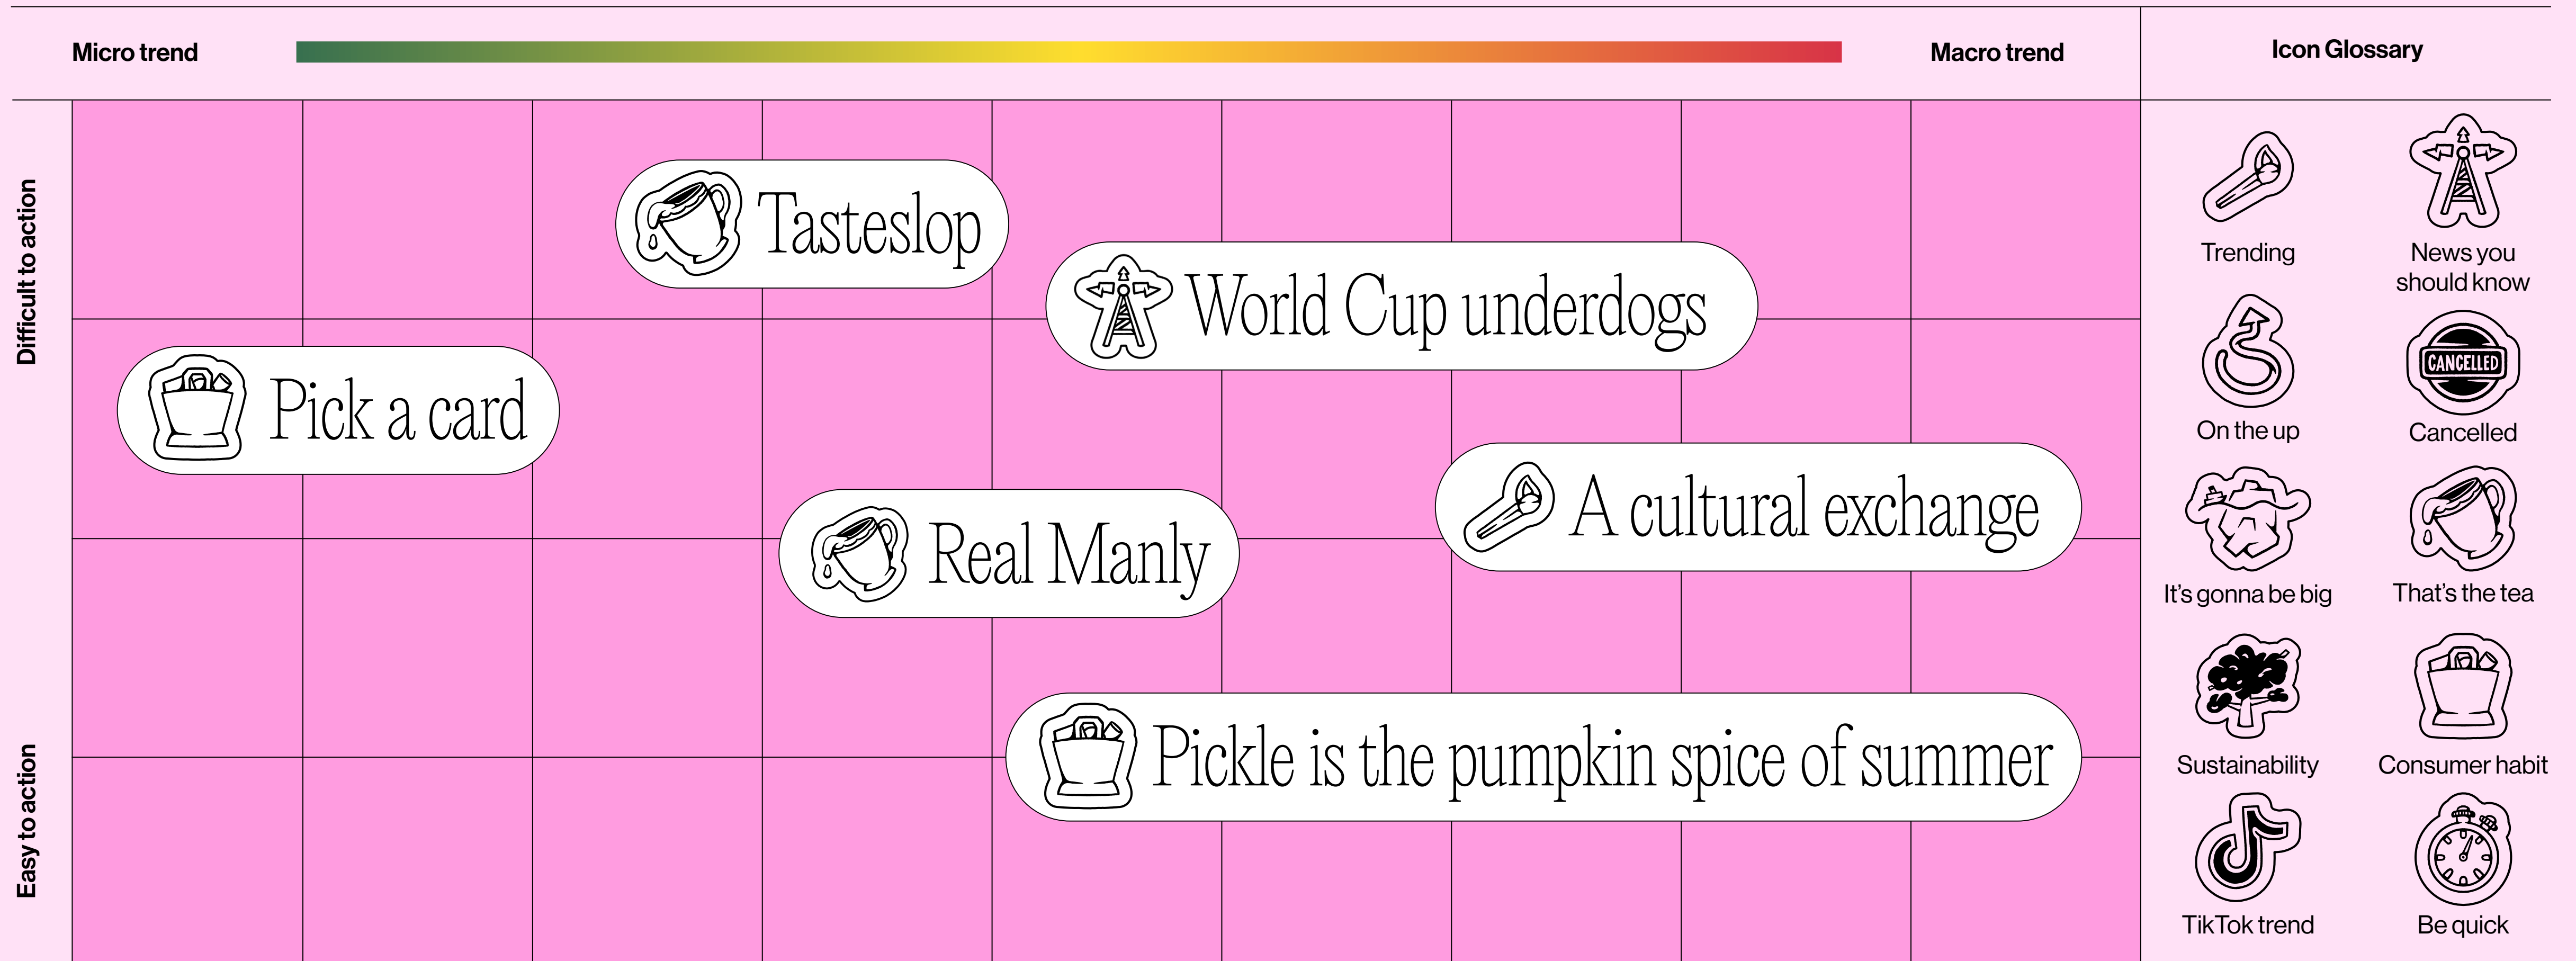 Micro trend
Macro trend
Icon Glossary
Difficult to action
Easy to action
Tasteslop
World Cup underdogs
Pick a card
A cultural exchange
Real Manly
Pickle is the pumpkin spice of summer
Trending
News you
should know
On the up
CANCELLED
Cancelled
It's gonna be big
That's the tea
Sustainability
Consumer habit
TikTok trend
Be quick